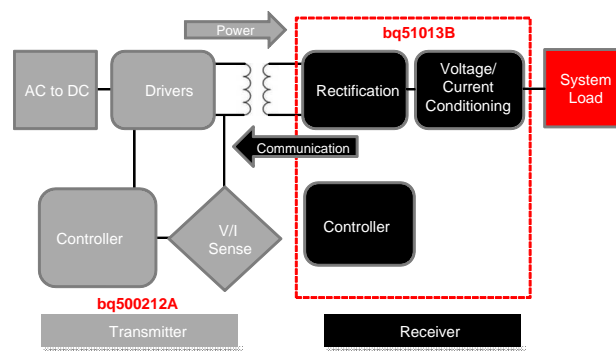 Power
bq51013B
AC to DC
Drivers
Rectification
Voltage/
Current
Conditioning
System
Load
Communication
Controller
V/I
Sense
Controller
bq500212A
Transmitter
Receiver